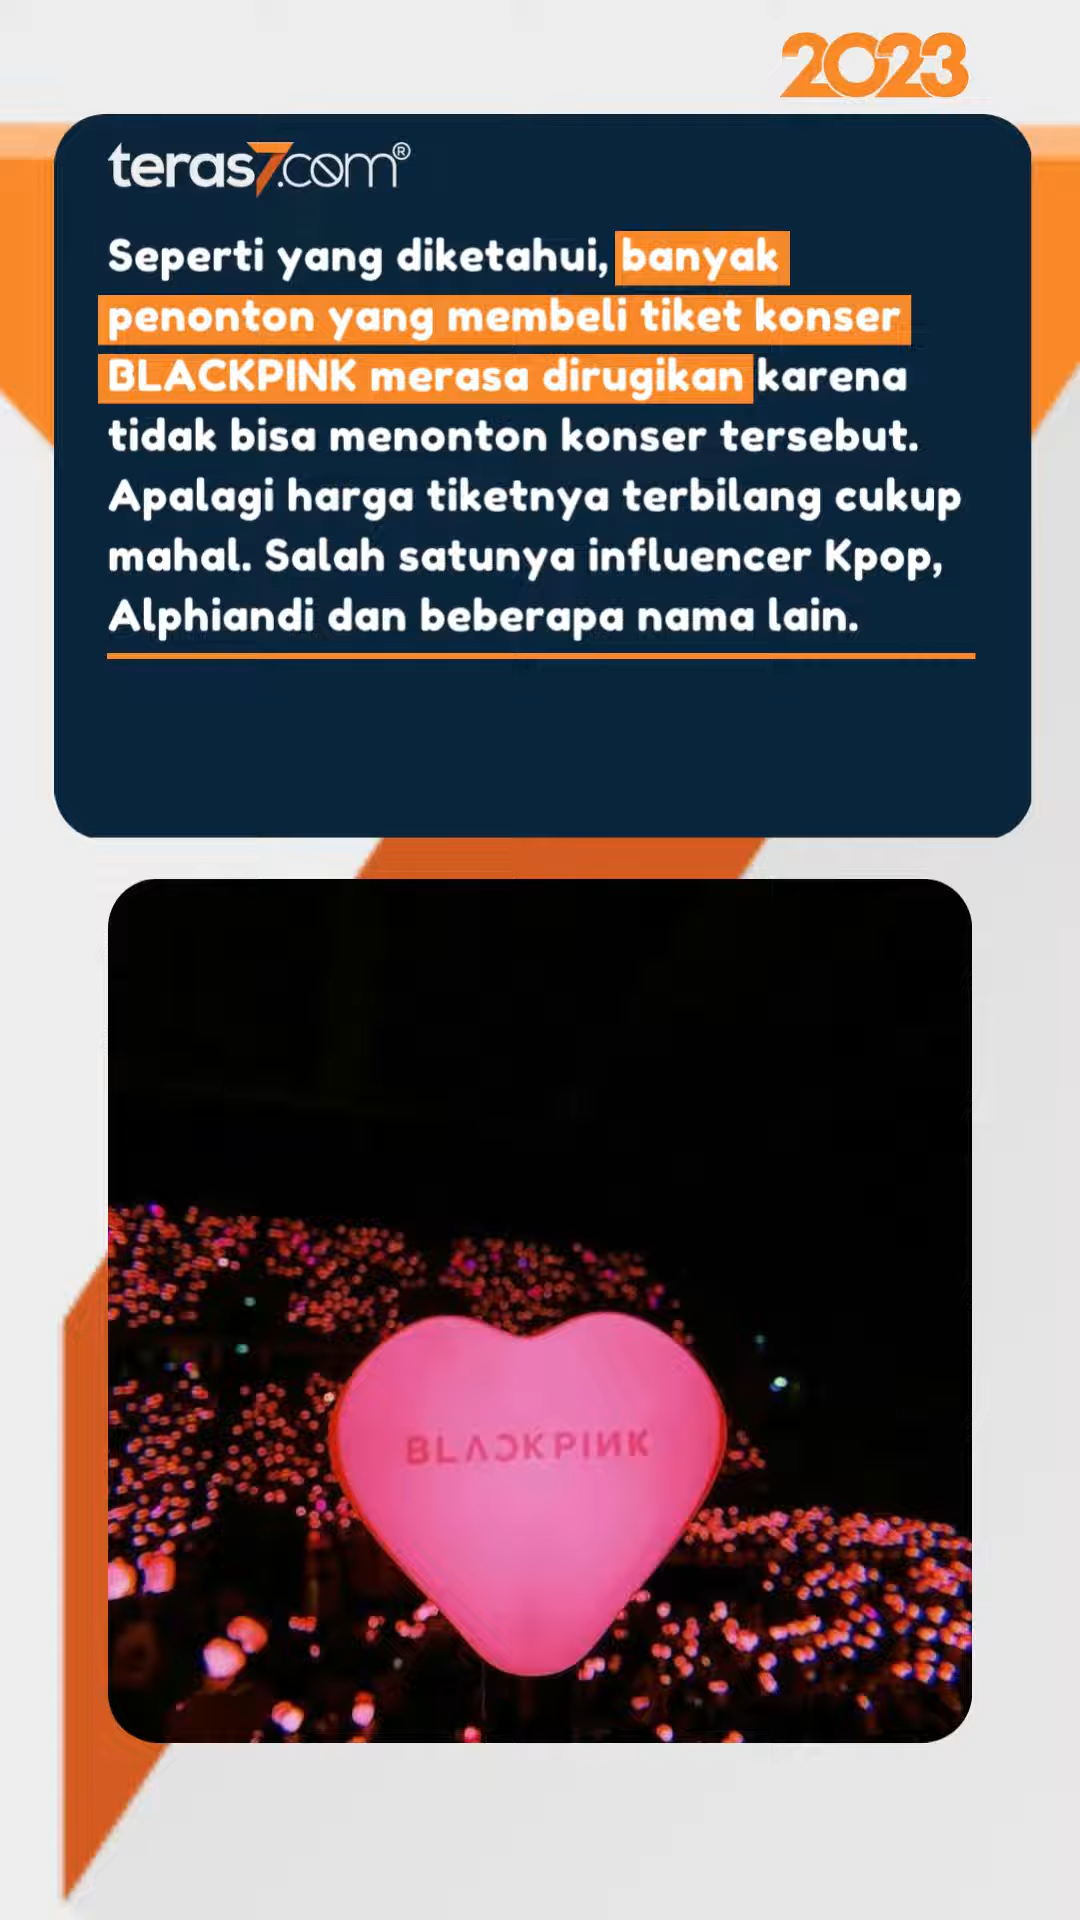 2023
teras7.com®
Seperti yang diketahui, banyak
penonton yang membeli tiket konser
BLACKPINK merasa dirugikan karena
tidak bisa menonton konser tersebut.
Apalagi harga tiketnya terbilang cukup
mahal. Salah satunya influencer Kpop,
Alphiandi dan beberapa nama lain.
BLACKPINK